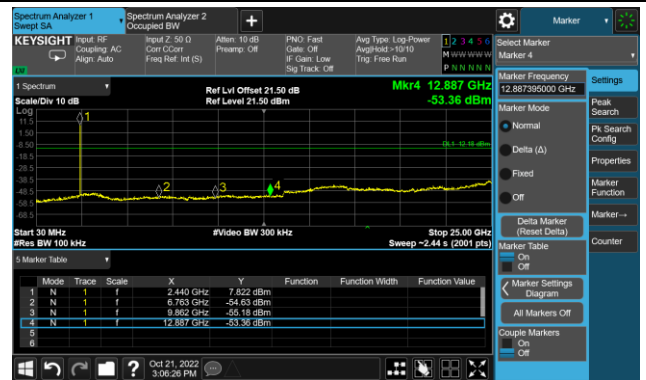 Spectrum Analyzer 1
Swept SA
Spectrum Analyzer 2
Occupied BW
Marker
KEYSIGHT
Input: RF
Coupling: AC
Align: Auto
Input Z: 50 Ω
Corr CCorr
Freq Ref: Int (S)
Atten: 10 dB
Preamp: Off
PNO: Fast
Gate: Off
IF Gain: Low
Sig Track: Off
Avg Type: Log-Power
Avg|Hold:>10/10
Trig: Free Run
1 2 3 4 5 6
M W W W W W
P N N N N N
LW
1 Spectrum
Scale/Div 10 dB
Ref Lvl Offset 21.50 dB
Ref Level 21.50 dBm
Mkr4 12.887 GHz
-53.36 dBm
Log
11.5
1.50
-8.50
-18.5
-28.5
-38.5
-48.5
-58.5
-68.5
1
2
3
4
DL1 -12.18 dBm
Start 30 MHz
#Res BW 100 kHz
#Video BW 300 kHz
Stop 25.00 GHz
Sweep ~2.44 s (2001 pts)
5 Marker Table
Mode Trace Scale X Y Function Function Width Function Value
1 N 1 f 2.440 GHz 7.822 dBm
2 N 1 f 6.763 GHz -54.63 dBm
3 N 1 f 9.862 GHz -55.18 dBm
4 N 1 f 12.887 GHz -53.36 dBm
5
6
Oct 21, 2022
3:06:26 PM
Select Marker
Marker 4
Marker Frequency
12.887395000 GHz
Marker Mode
Normal
Delta (Δ)
Fixed
Off
Delta Marker
(Reset Delta)
Marker Table
On
Off
Marker Settings
Diagram
All Markers Off
Couple Markers
On
Off
Settings
Peak
Search
Pk Search
Config
Properties
Marker
Function
Marker→
Counter